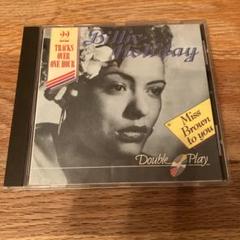 22
TRACKS
OVER
ONE HOUR
Billie
Holiday
Miss
Brown
to you
Double Play